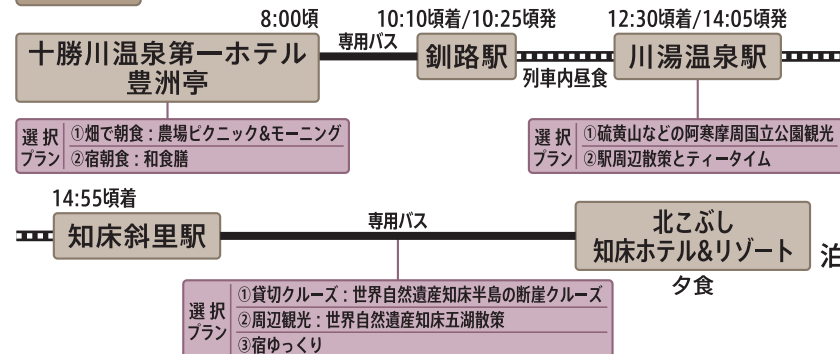 8:00頃
10:10頃着/10:25頃発
12:30頃着/14:05頃発
十勝川温泉第一ホテル
豊洲亭
専用バス
釧路駅
列車内昼食
川湯温泉駅
選択
プラン
①畑で朝食：農場ピクニック&モーニング
②宿朝食：和食膳
選択
プラン
①硫黄山などの阿寒摩周国立公園観光
②駅周辺散策とティータイム
14:55頃着
知床斜里駅
専用バス
北こぶし
知床ホテル&リゾート
夕食
泊
選択
プラン
①貸切クルーズ：世界自然遺産知床半島の断崖クルーズ
②周辺観光：世界自然遺産知床五湖散策
③宿ゆっくり